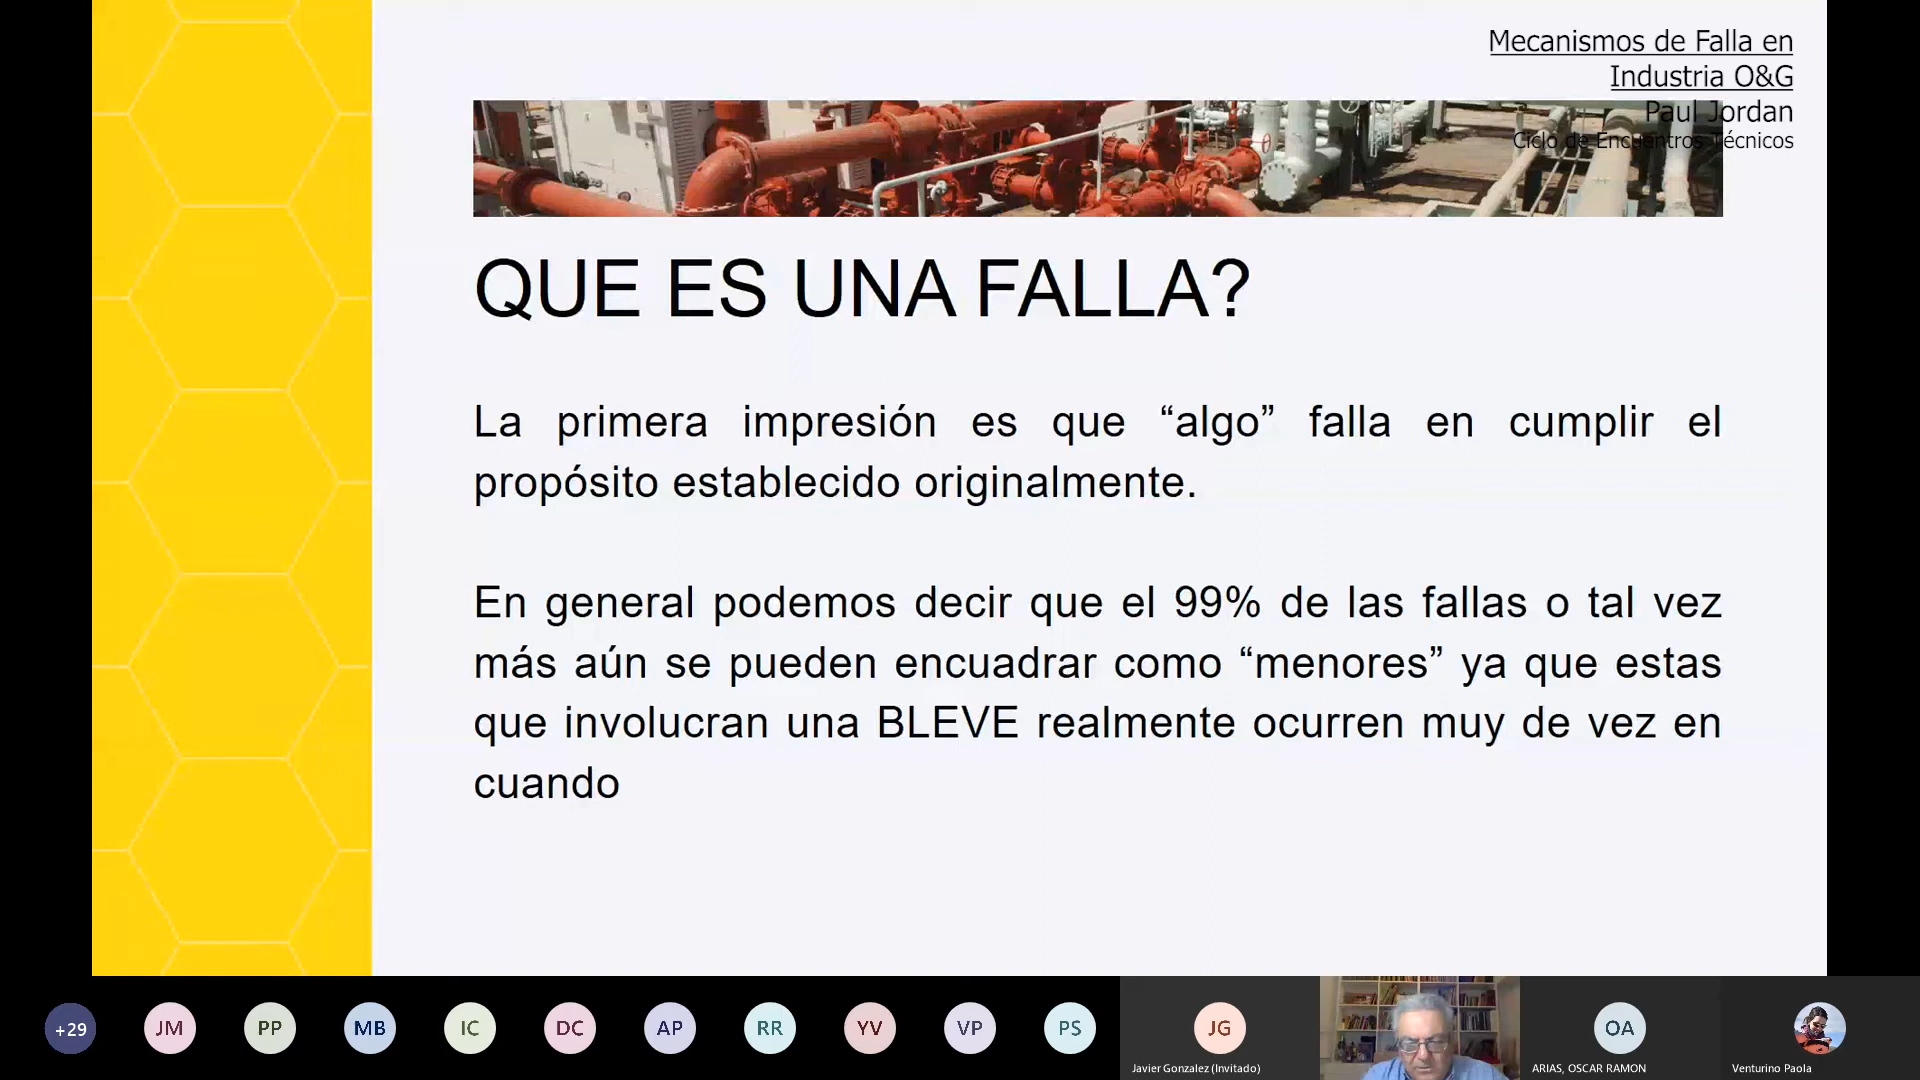 Mecanismos de Falla en
Industria O&G
Paul Jordan
Ciclo de Encuentros Técnicos
QUE ES UNA FALLA?
La primera impresión es que “algo” falla en cumplir el
propósito establecido originalmente.
En general podemos decir que el 99% de las fallas o tal vez
más aún se pueden encuadrar como “menores” ya que estas
que involucran una BLEVE realmente ocurren muy de vez en
cuando
+29
JM
PP
MB
IC
DC
AP
RR
YV
VP
PS
JG
OA
Javier Gonzalez (Invitado)
ARIAS, OSCAR RAMON
Venturino Paola